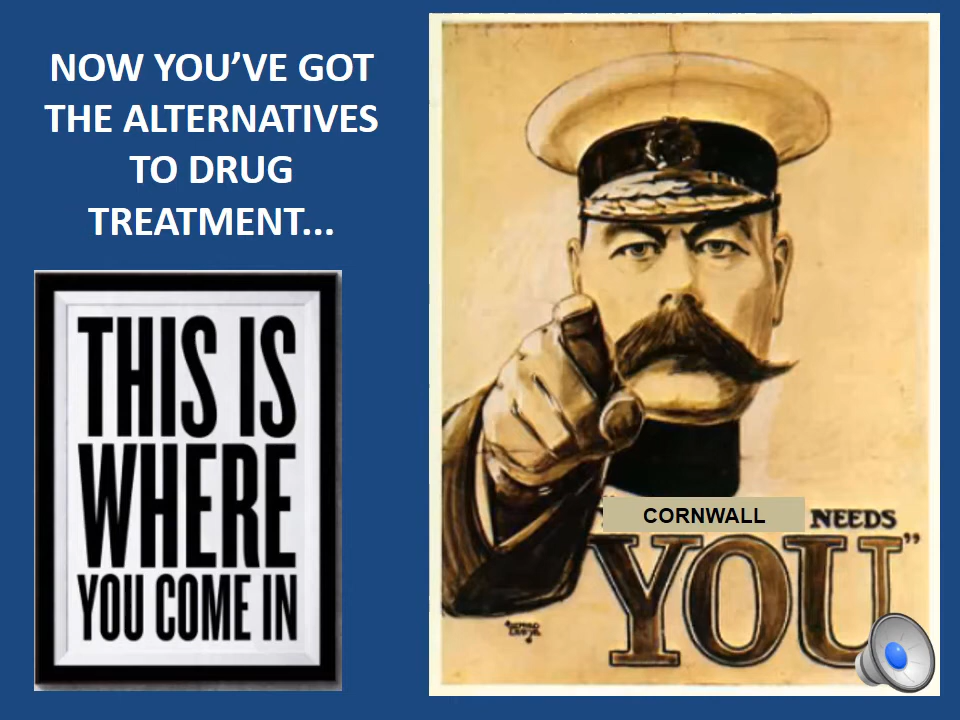 NOW YOU’VE GOT
THE ALTERNATIVES
TO DRUG
TREATMENT...
THIS IS
WHERE
YOU COME IN
CORNWALL NEEDS
YOU”